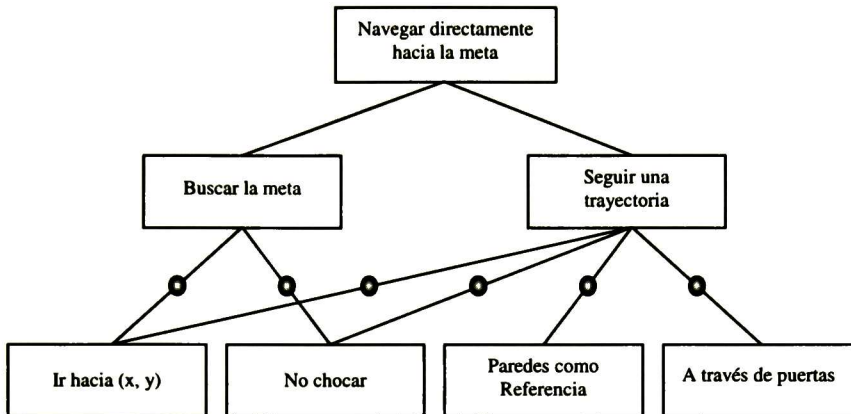 Navegar directamente
hacia la meta
Buscar la meta
Seguir una
trayectoria
Ir hacia (x, y)
No chocar
Paredes como
Referencia
A través de puertas